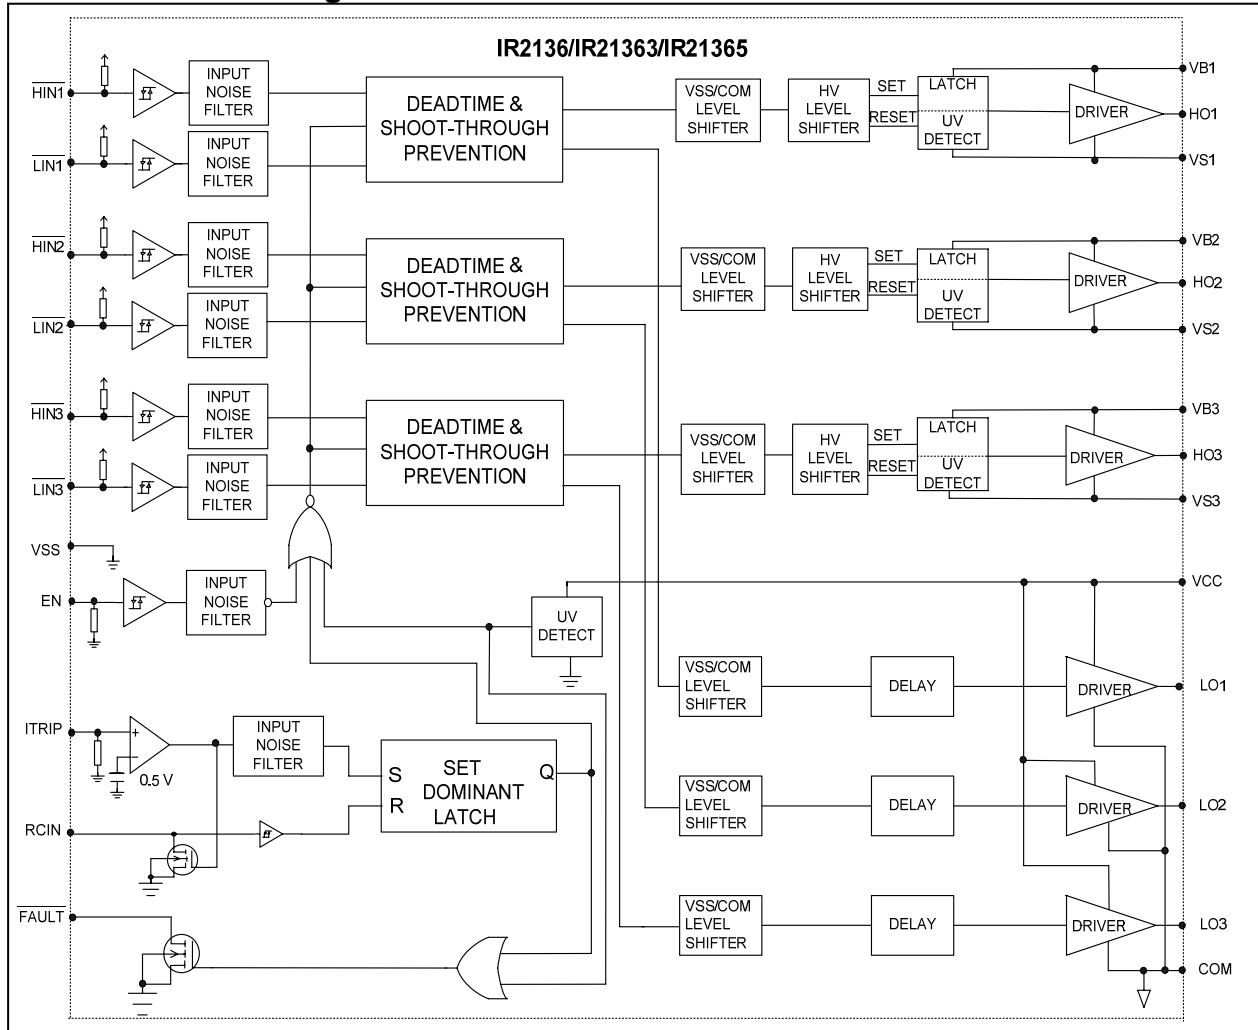 IR2136/IR21363/IR21365
HIN1
INPUT
NOISE
FILTER
LIN1
INPUT
NOISE
FILTER
DEADTIME &
SHOOT-THROUGH
PREVENTION
VSS/COM
LEVEL
SHIFTER
HV
LEVEL
SHIFTER
SET
RESET
LATCH
UV
DETECT
DRIVER
VB1
HO1
VS1
HIN2
INPUT
NOISE
FILTER
LIN2
INPUT
NOISE
FILTER
DEADTIME &
SHOOT-THROUGH
PREVENTION
VSS/COM
LEVEL
SHIFTER
HV
LEVEL
SHIFTER
SET
RESET
LATCH
UV
DETECT
DRIVER
VB2
HO2
VS2
HIN3
INPUT
NOISE
FILTER
LIN3
INPUT
NOISE
FILTER
DEADTIME &
SHOOT-THROUGH
PREVENTION
VSS/COM
LEVEL
SHIFTER
HV
LEVEL
SHIFTER
SET
RESET
LATCH
UV
DETECT
DRIVER
VB3
HO3
VS3
VSS
EN
INPUT
NOISE
FILTER
UV
DETECT
VCC
VSS/COM
LEVEL
SHIFTER
DELAY
DRIVER
LO1
ITRIP
+
−
0.5 V
INPUT
NOISE
FILTER
S
R
SET
DOMINANT
LATCH
Q
RCIN
VSS/COM
LEVEL
SHIFTER
DELAY
DRIVER
LO2
FAULT
VSS/COM
LEVEL
SHIFTER
DELAY
DRIVER
LO3
COM